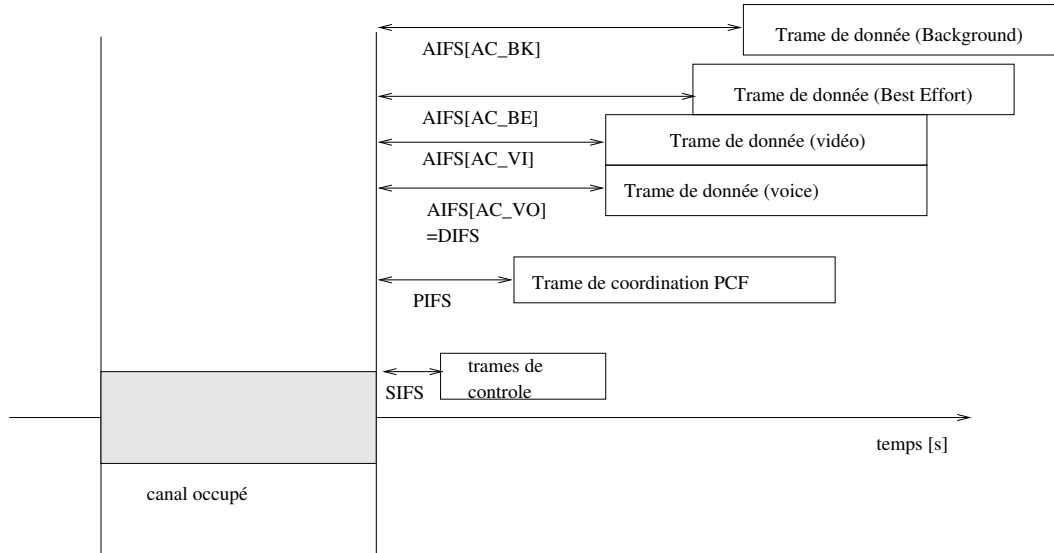 Trame de donnée (Background)
AIFS[AC_BK]
Trame de donnée (Best Effort)
AIFS[AC_BE]
Trame de donnée (vidéo)
AIFS[AC_VI]
Trame de donnée (voice)
AIFS[AC_VO]
=DIFS
Trame de coordination PCF
PIFS
trames de
controle
SIFS
temps [s]
canal occupé